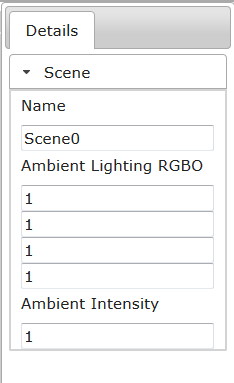 Details
Scene
Name
Scene0
Ambient Lighting RGBO
1
1
1
1
Ambient Intensity
1